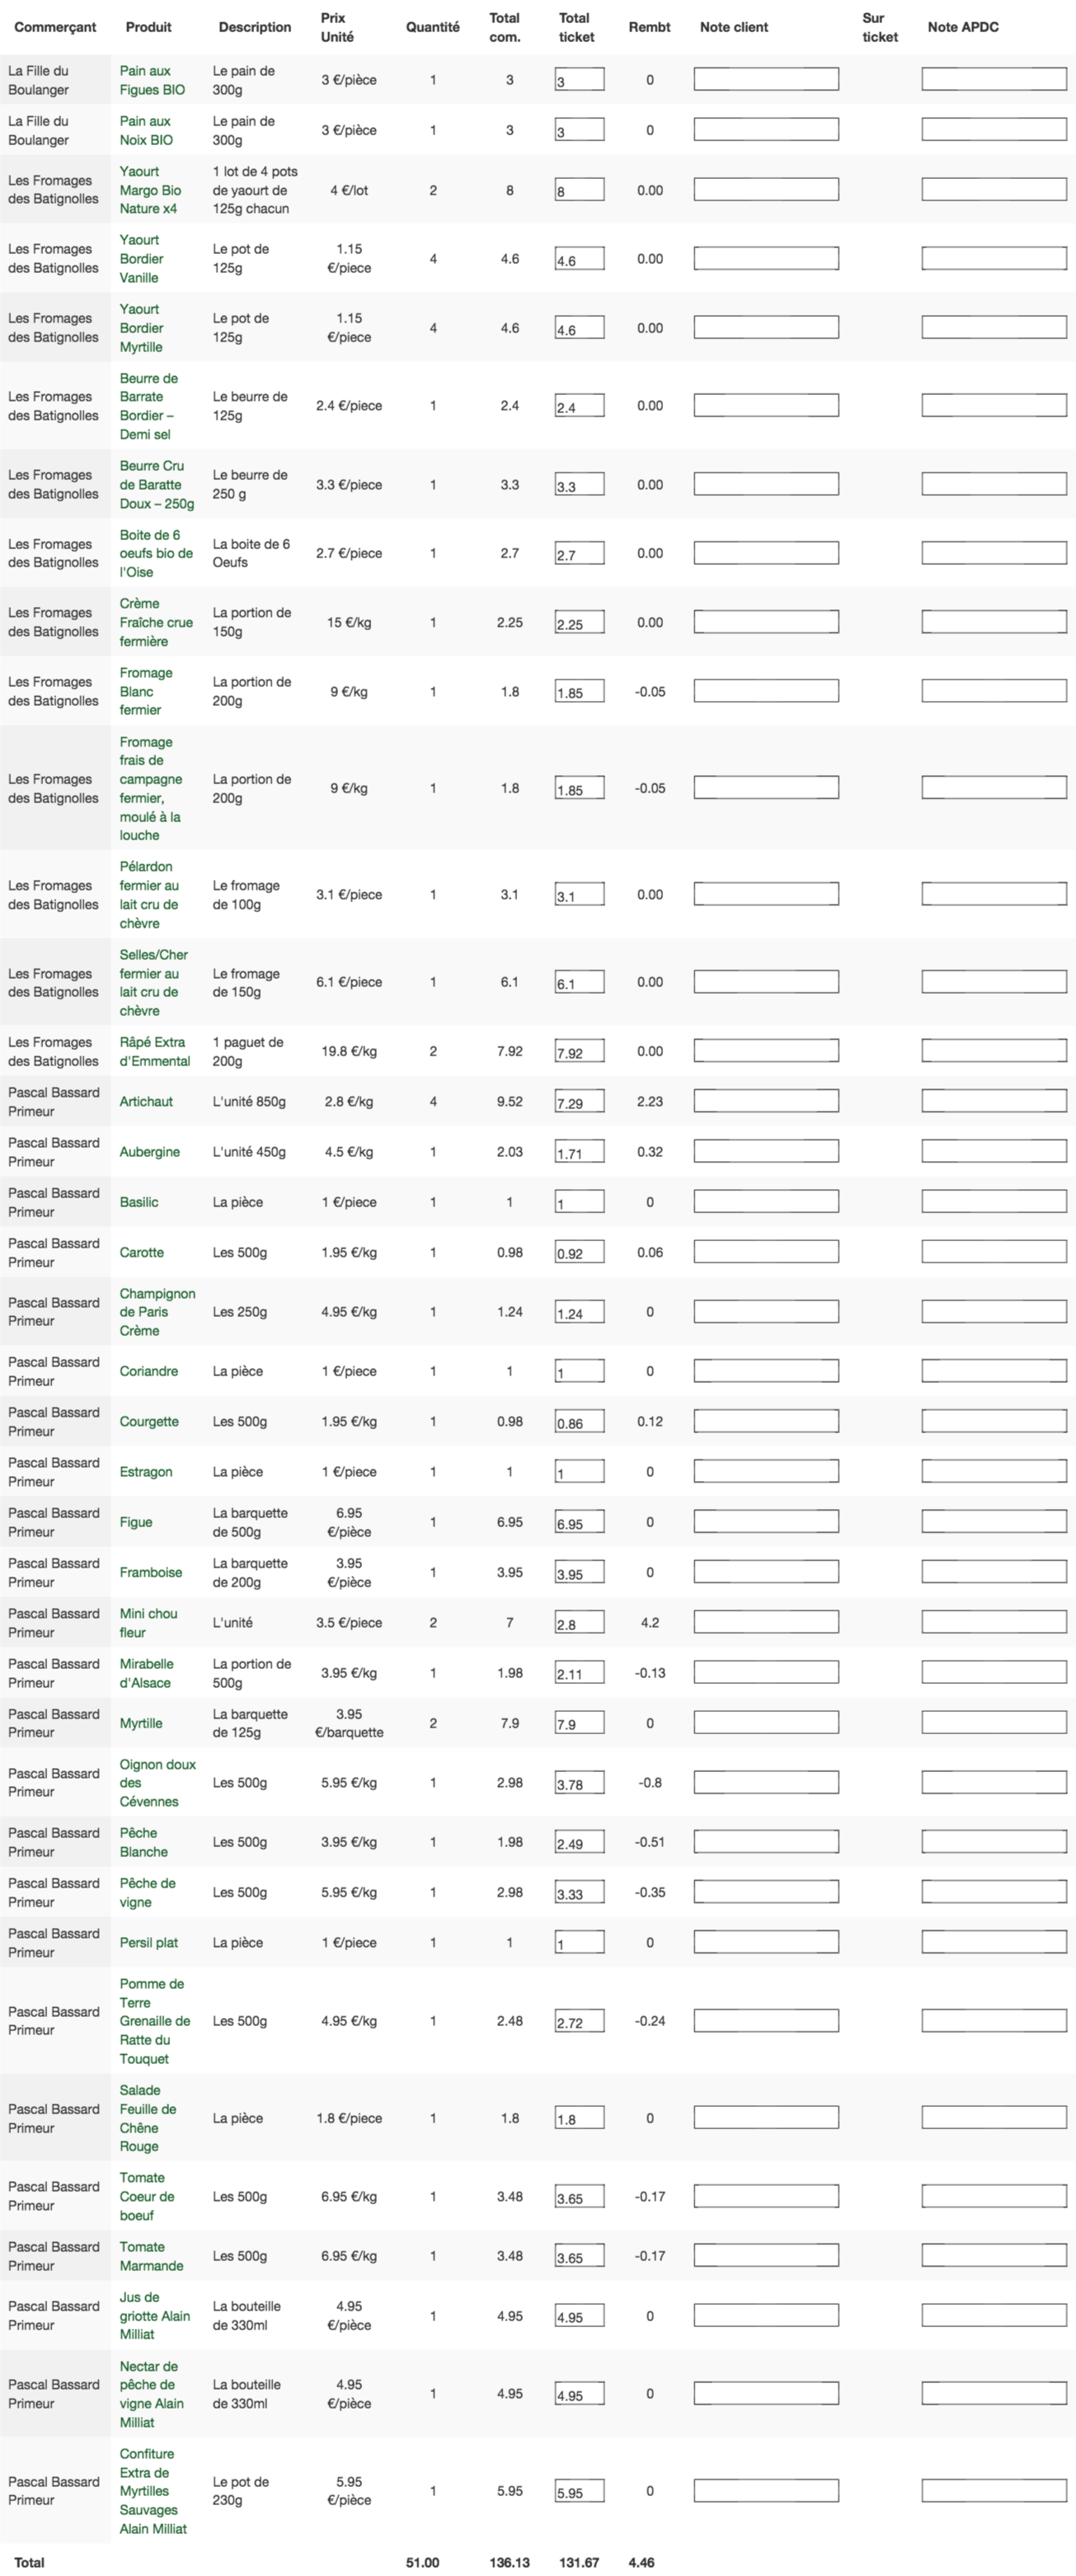 Commerçant Produit Description Prix Unité Quantité Total com. Total ticket Rembt Note client Sur ticket Note APDC
La Fille du Boulanger Pain aux Figues BIO Le pain de 300g 3 €/pièce 1 3 3 0
La Fille du Boulanger Pain aux Noix BIO Le pain de 300g 3 €/pièce 1 3 3 0
Les Fromages des Batignolles Yaourt Margo Bio Nature x4 1 lot de 4 pots de yaourt de 125g chacun 4 €/lot 2 8 8 0.00
Les Fromages des Batignolles Yaourt Bordier Vanille Le pot de 125g 1.15 €/piece 4 4.6 4.6 0.00
Les Fromages des Batignolles Yaourt Bordier Myrtille Le pot de 125g 1.15 €/piece 4 4.6 4.6 0.00
Les Fromages des Batignolles Beurre de Barrate Bordier – Demi sel Le beurre de 125g 2.4 €/piece 1 2.4 2.4 0.00
Les Fromages des Batignolles Beurre Cru de Baratte Doux – 250g Le beurre de 250 g 3.3 €/piece 1 3.3 3.3 0.00
Les Fromages des Batignolles Boite de 6 oeufs bio de l'Oise La boite de 6 Oeufs 2.7 €/piece 1 2.7 2.7 0.00
Les Fromages des Batignolles Crème Fraîche crue fermière La portion de 150g 15 €/kg 1 2.25 2.25 0.00
Les Fromages des Batignolles Fromage Blanc fermier La portion de 200g 9 €/kg 1 1.8 1.85 -0.05
Les Fromages des Batignolles Fromage frais de campagne fermier, moulé à la louche La portion de 200g 9 €/kg 1 1.8 1.85 -0.05
Les Fromages des Batignolles Pélardon fermier au lait cru de chèvre Le fromage de 100g 3.1 €/piece 1 3.1 3.1 0.00
Les Fromages des Batignolles Selles/Cher fermier au lait cru de chèvre Le fromage de 150g 6.1 €/piece 1 6.1 6.1 0.00
Les Fromages des Batignolles Râpé Extra d'Emmental 1 paguet de 200g 19.8 €/kg 2 7.92 7.92 0.00
Pascal Bassard Primeur Artichaut L'unité 850g 2.8 €/kg 4 9.52 7.29 2.23
Pascal Bassard Primeur Aubergine L'unité 450g 4.5 €/kg 1 2.03 1.71 0.32
Pascal Bassard Primeur Basilic La pièce 1 €/piece 1 1 1 0
Pascal Bassard Primeur Carotte Les 500g 1.95 €/kg 1 0.98 0.92 0.06
Pascal Bassard Primeur Champignon de Paris Crème Les 250g 4.95 €/kg 1 1.24 1.24 0
Pascal Bassard Primeur Coriandre La pièce 1 €/piece 1 1 1 0
Pascal Bassard Primeur Courgette Les 500g 1.95 €/kg 1 0.98 0.86 0.12
Pascal Bassard Primeur Estragon La pièce 1 €/piece 1 1 1 0
Pascal Bassard Primeur Figue La barquette de 500g 6.95 €/pièce 1 6.95 6.95 0
Pascal Bassard Primeur Framboise La barquette de 200g 3.95 €/pièce 1 3.95 3.95 0
Pascal Bassard Primeur Mini chou fleur L'unité 3.5 €/piece 2 7 2.8 4.2
Pascal Bassard Primeur Mirabelle d'Alsace La portion de 500g 3.95 €/kg 1 1.98 2.11 -0.13
Pascal Bassard Primeur Myrtille La barquette de 125g 3.95 €/barquette 2 7.9 7.9 0
Pascal Bassard Primeur Oignon doux des Cévennes Les 500g 5.95 €/kg 1 2.98 3.78 -0.8
Pascal Bassard Primeur Pêche Blanche Les 500g 3.95 €/kg 1 1.98 2.49 -0.51
Pascal Bassard Primeur Pêche de vigne Les 500g 5.95 €/kg 1 2.98 3.33 -0.35
Pascal Bassard Primeur Persil plat La pièce 1 €/piece 1 1 1 0
Pascal Bassard Primeur Pomme de Terre Grenaille de Ratte du Touquet Les 500g 4.95 €/kg 1 2.48 2.72 -0.24
Pascal Bassard Primeur Salade Feuille de Chêne Rouge La pièce 1.8 €/piece 1 1.8 1.8 0
Pascal Bassard Primeur Tomate Coeur de boeuf Les 500g 6.95 €/kg 1 3.48 3.65 -0.17
Pascal Bassard Primeur Tomate Marmande Les 500g 6.95 €/kg 1 3.48 3.65 -0.17
Pascal Bassard Primeur Jus de griotte Alain Milliat La bouteille de 330ml 4.95 €/pièce 1 4.95 4.95 0
Pascal Bassard Primeur Nectar de pêche de vigne Alain Milliat La bouteille de 330ml 4.95 €/pièce 1 4.95 4.95 0
Pascal Bassard Primeur Confiture Extra de Myrtilles Sauvages Alain Milliat Le pot de 230g 5.95 €/pièce 1 5.95 5.95 0
Total 51.00 136.13 131.67 4.46